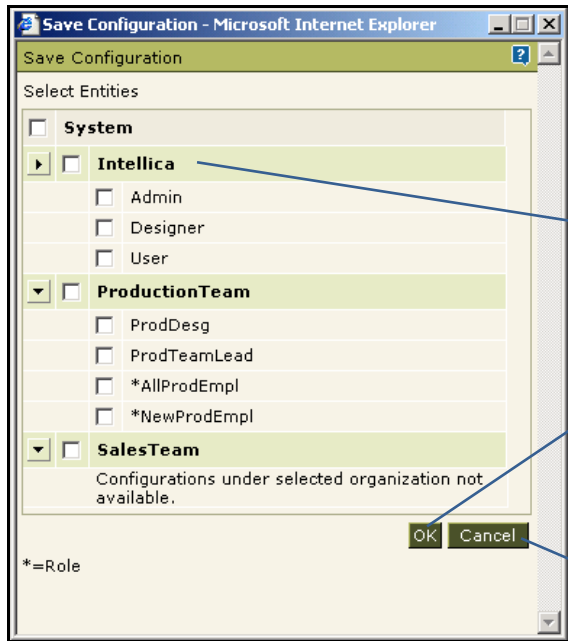 Save Configuration - Microsoft Internet Explorer
Save Configuration
?
Select Entities
System
Intellica
Admin
Designer
User
ProductionTeam
ProdDesg
ProdTeamLead
*AllProdEmpl
*NewProdEmpl
SalesTeam
Configurations under selected organization not
available.
OK Cancel
*=Role